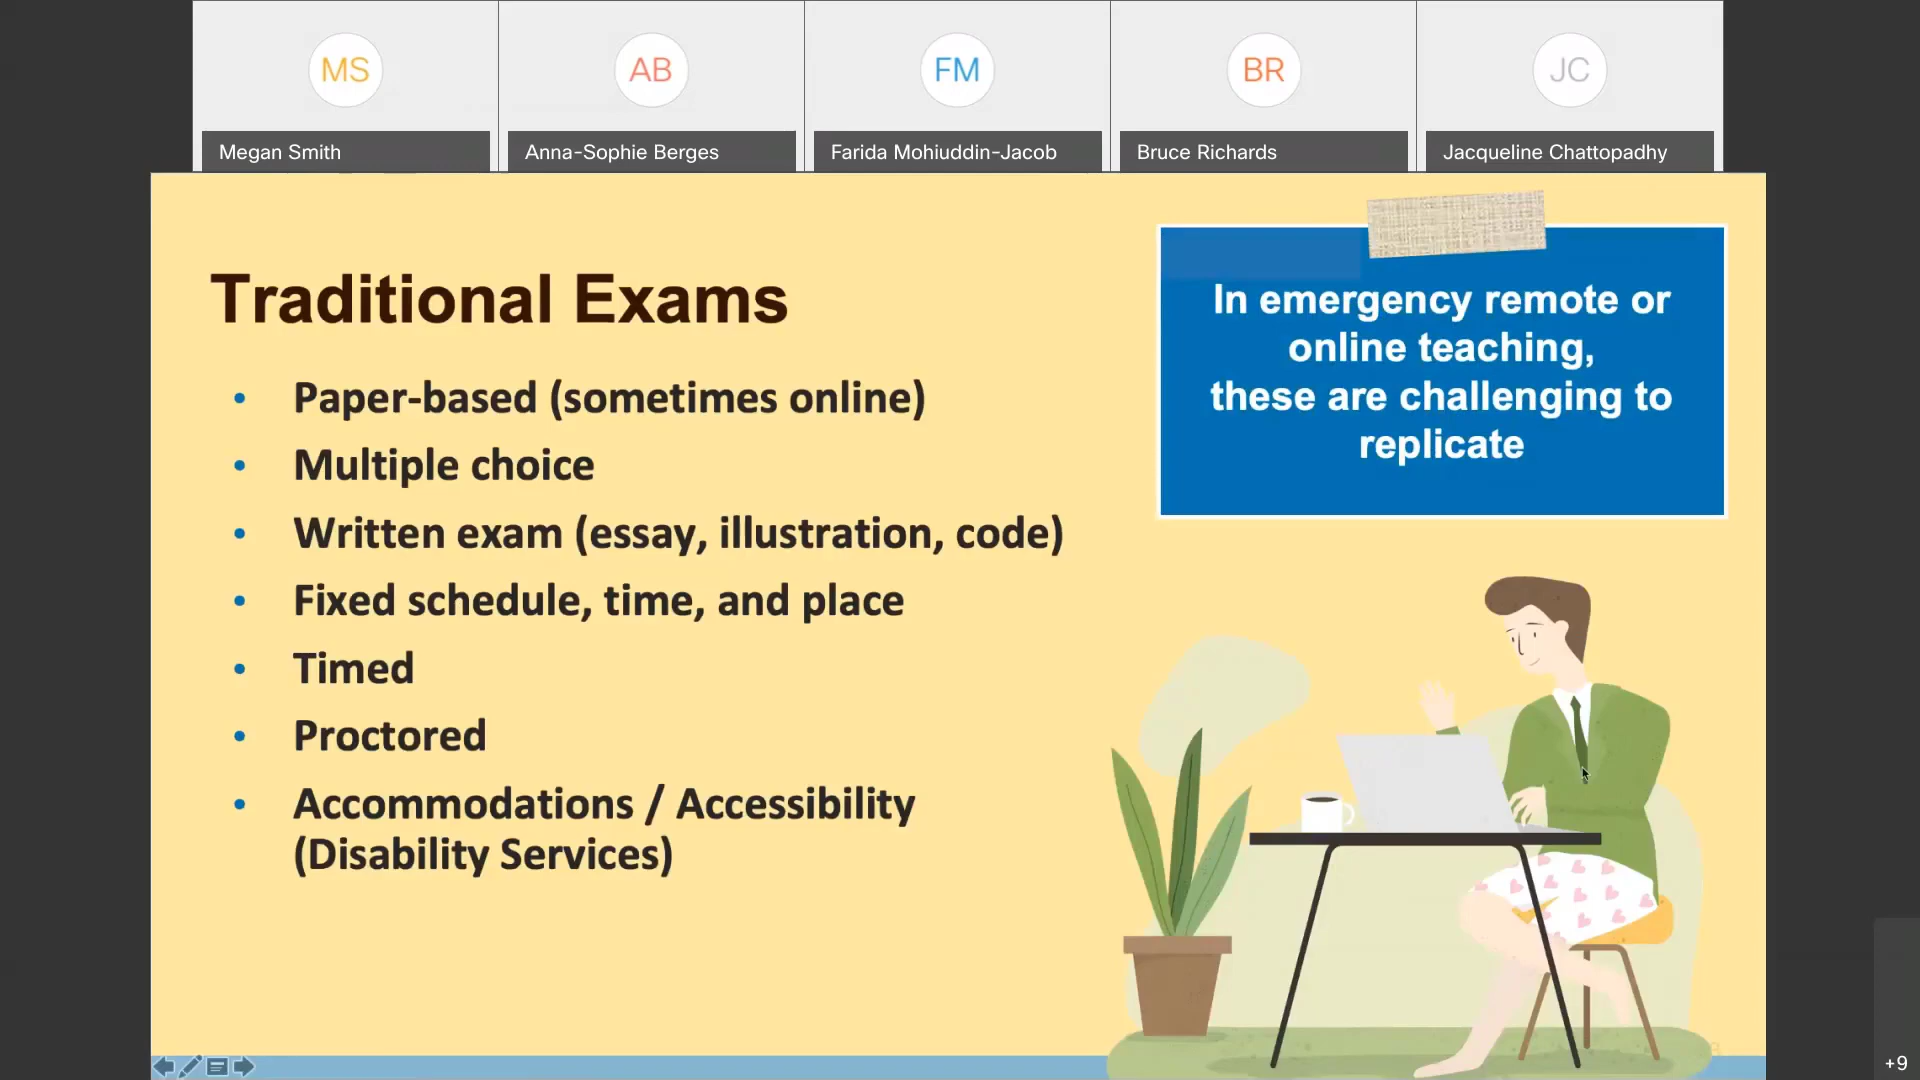 MS
AB
FM
BR
JC
Megan Smith
Anna-Sophie Berges
Farida Mohiuddin-Jacob
Bruce Richards
Jacqueline Chattopadhy
Traditional Exams
• Paper-based (sometimes online)
• Multiple choice
• Written exam (essay, illustration, code)
• Fixed schedule, time, and place
• Timed
• Proctored
• Accommodations / Accessibility
(Disability Services)
In emergency remote or
online teaching,
these are challenging to
replicate
+9